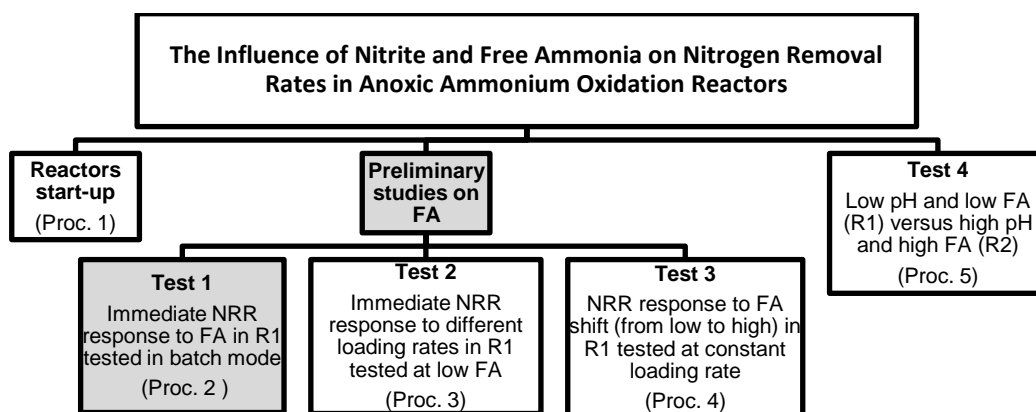 The Influence of Nitrite and Free Ammonia on Nitrogen Removal
Rates in Anoxic Ammonium Oxidation Reactors
Reactors
start-up
(Proc. 1)
Preliminary
studies on
FA
Test 4
Low pH and low FA
(R1) versus high pH
and high FA (R2)
(Proc. 5)
Test 1
Immediate NRR
response to FA in R1
tested in batch mode
(Proc. 2 )
Test 2
Immediate NRR
response to different
loading rates in R1
tested at low FA
(Proc. 3)
Test 3
NRR response to FA
shift (from low to high) in
R1 tested at constant
loading rate
(Proc. 4)